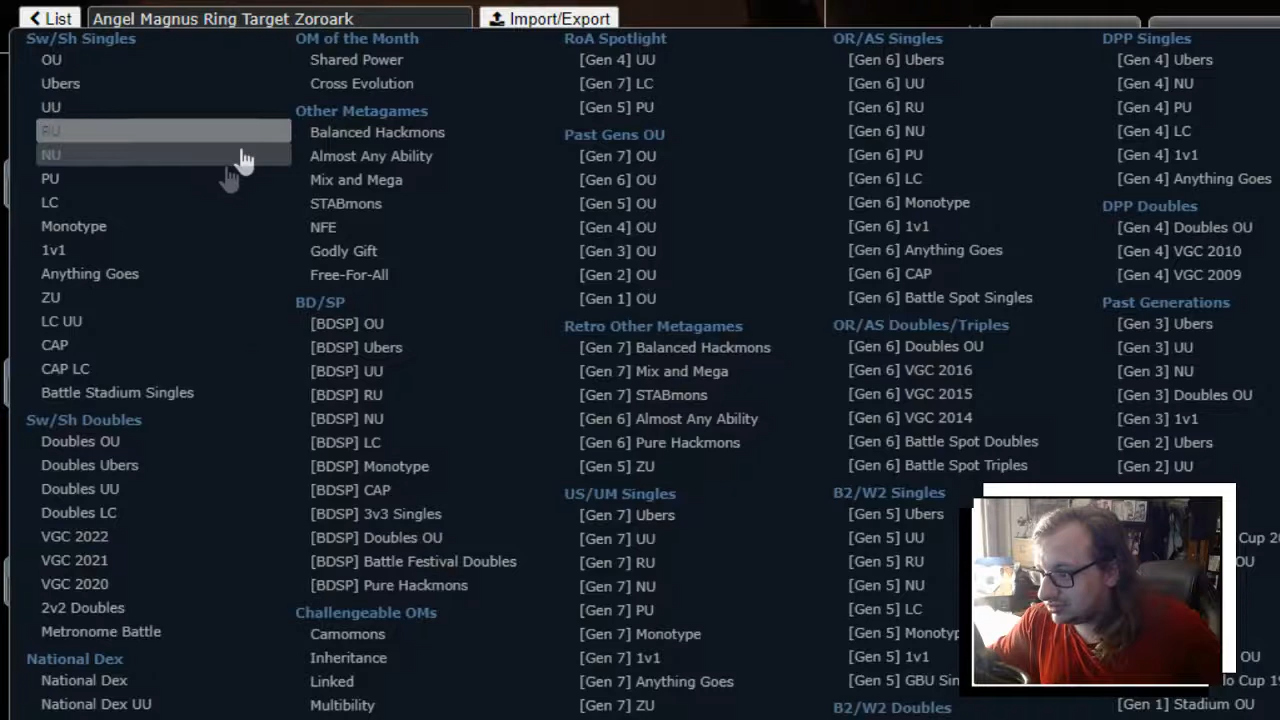 List
Angel Magnus Ring Target Zoroark
Import/Export
Sw/Sh Singles
OU
Ubers
UU
RU
NU
PU
LC
Monotype
1v1
Anything Goes
ZU
LC UU
CAP
CAP LC
Battle Stadium Singles
Sw/Sh Doubles
Doubles OU
Doubles Ubers
Doubles UU
Doubles LC
VGC 2022
VGC 2021
VGC 2020
2v2 Doubles
Metronome Battle
National Dex
National Dex
National Dex UU
OM of the Month
Shared Power
Cross Evolution
Other Metagames
Balanced Hackmons
Almost Any Ability
Mix and Mega
STABmons
NFE
Godly Gift
Free-For-All
BD/SP
[BDSP] OU
[BDSP] Ubers
[BDSP] UU
[BDSP] RU
[BDSP] NU
[BDSP] LC
[BDSP] Monotype
[BDSP] CAP
[BDSP] 3v3 Singles
[BDSP] Doubles OU
[BDSP] Battle Festival Doubles
[BDSP] Pure Hackmons
Challengeable OMs
Camomons
Inheritance
Linked
Multibility
RoA Spotlight
[Gen 4] UU
[Gen 7] LC
[Gen 5] PU
Past Gens OU
[Gen 7] OU
[Gen 6] OU
[Gen 5] OU
[Gen 4] OU
[Gen 3] OU
[Gen 2] OU
[Gen 1] OU
Retro Other Metagames
[Gen 7] Balanced Hackmons
[Gen 7] Mix and Mega
[Gen 7] STABmons
[Gen 6] Almost Any Ability
[Gen 6] Pure Hackmons
[Gen 5] ZU
US/UM Singles
[Gen 7] Ubers
[Gen 7] UU
[Gen 7] RU
[Gen 7] NU
[Gen 7] PU
[Gen 7] Monotype
[Gen 7] 1v1
[Gen 7] Anything Goes
[Gen 7] ZU
OR/AS Singles
[Gen 6] Ubers
[Gen 6] UU
[Gen 6] RU
[Gen 6] NU
[Gen 6] PU
[Gen 6] LC
[Gen 6] Monotype
[Gen 6] 1v1
[Gen 6] Anything Goes
[Gen 6] CAP
[Gen 6] Battle Spot Singles
OR/AS Doubles/Triples
[Gen 6] Doubles OU
[Gen 6] VGC 2016
[Gen 6] VGC 2015
[Gen 6] VGC 2014
[Gen 6] Battle Spot Doubles
[Gen 6] Battle Spot Triples
B2/W2 Singles
[Gen 5] Ubers
[Gen 5] UU
[Gen 5] RU
[Gen 5] NU
[Gen 5] LC
[Gen 5] Monotyp
[Gen 5] 1v1
[Gen 5] GBU Sin
B2/W2 Doubles
DPP Singles
[Gen 4] Ubers
[Gen 4] NU
[Gen 4] PU
[Gen 4] LC
[Gen 4] 1v1
[Gen 4] Anything Goes
DPP Doubles
[Gen 4] Doubles OU
[Gen 4] VGC 2010
[Gen 4] VGC 2009
Past Generations
[Gen 3] Ubers
[Gen 3] UU
[Gen 3] NU
[Gen 3] Doubles OU
[Gen 3] 1v1
[Gen 2] Ubers
[Gen 2] UU
Cup 20
OU
OU
Cup 19
[Gen 1] Stadium OU